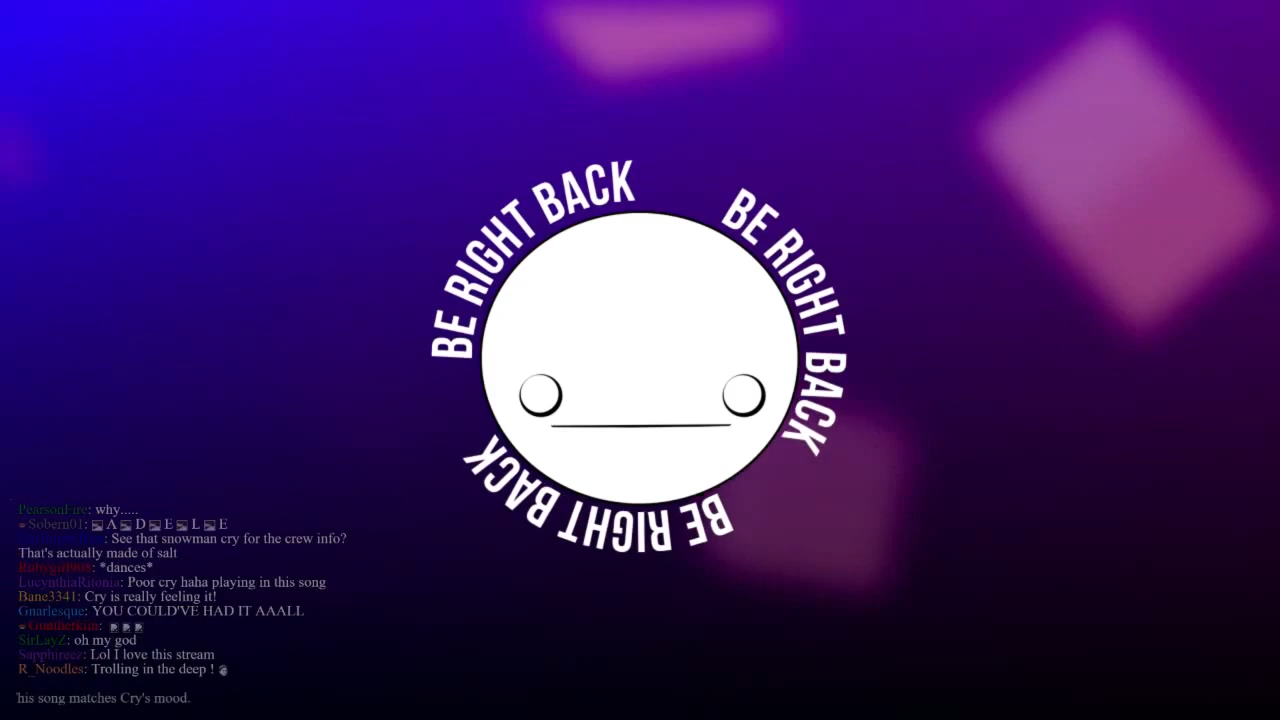 BE RIGHT BACK
BE RIGHT BACK
BE RIGHT BACK
PearsonFire: why.....
Sobern01: A D E L E
: See that snowman cry for the crew info?
That's actually made of salt
Rubygirl908: *dances*
LucynthiaRitonia: Poor cry haha playing in this song
Bane3341: Cry is really feeling it!
Gnarlesque: YOU COULD'VE HAD IT AAALL
Guntherkiin:
SirLayZ: oh my god
Sapphireez: Lol I love this stream
R_Noodles: Trolling in the deep !
his song matches Cry's mood.